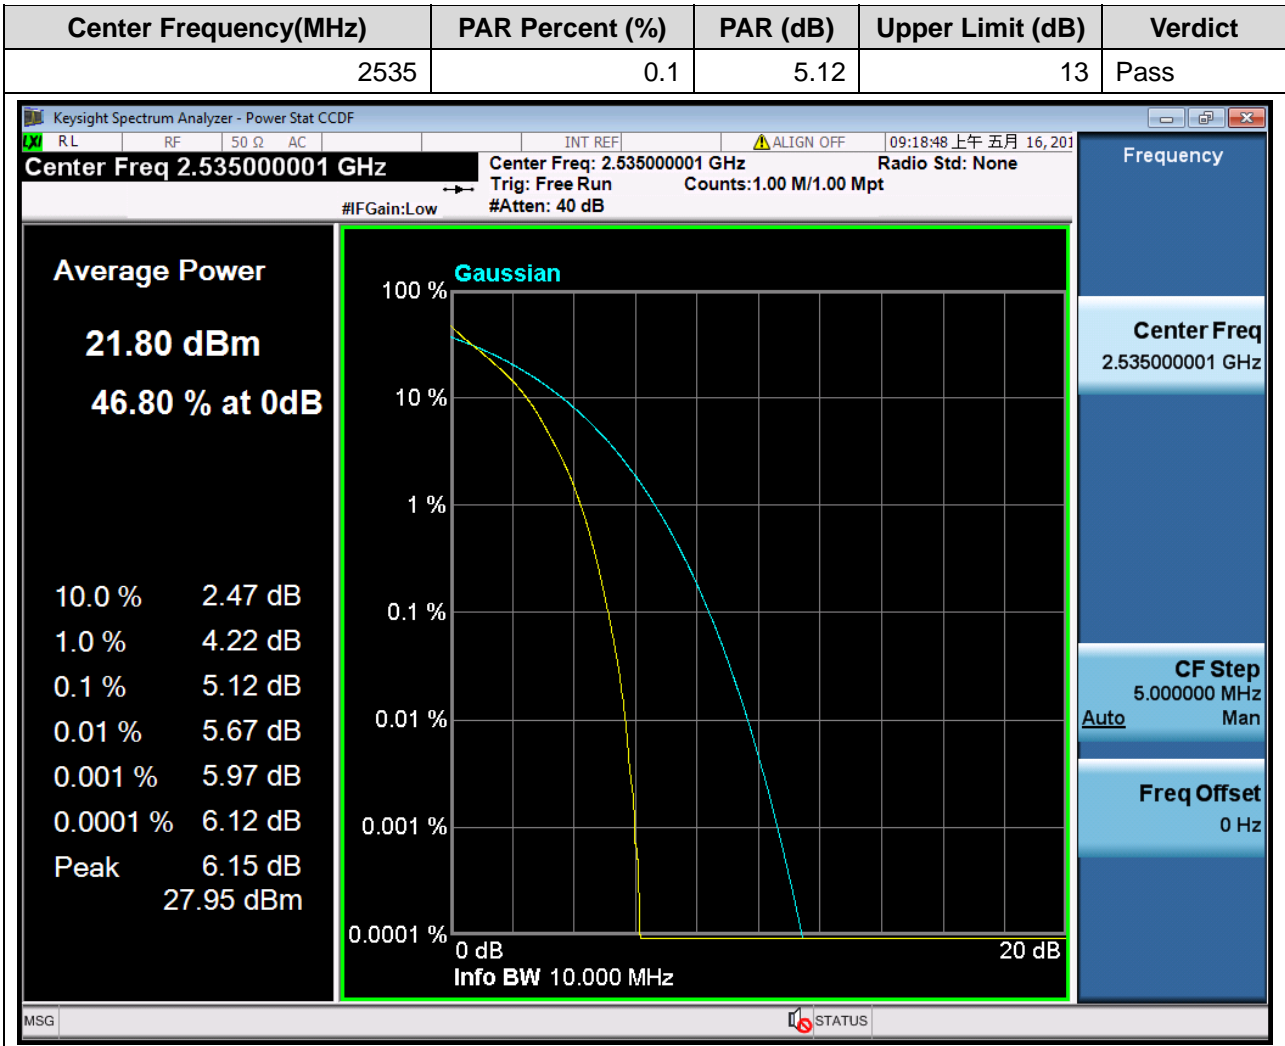 Center Frequency(MHz) PAR Percent (%) PAR (dB) Upper Limit (dB) Verdict
2535 0.1 5.12 13 Pass
Keysight Spectrum Analyzer - Power Stat CCDF
LXI RL RF 50 Ω AC INT REF ALIGN OFF 09:18:48 上午 五月 16, 201
Center Freq 2.535000001 GHz
Center Freq: 2.535000001 GHz Radio Std: None
Trig: Free Run Counts:1.00 M/1.00 Mpt
#IFGain:Low #Atten: 40 dB
Average Power
21.80 dBm
46.80 % at 0dB
10.0 % 2.47 dB
1.0 % 4.22 dB
0.1 % 5.12 dB
0.01 % 5.67 dB
0.001 % 5.97 dB
0.0001 % 6.12 dB
Peak 6.15 dB
27.95 dBm
Gaussian
100 %
10 %
1 %
0.1 %
0.01 %
0.001 %
0.0001 %
0 dB 20 dB
Info BW 10.000 MHz
Frequency
Center Freq
2.535000001 GHz
CF Step
5.000000 MHz
Auto Man
Freq Offset
0 Hz
MSG STATUS